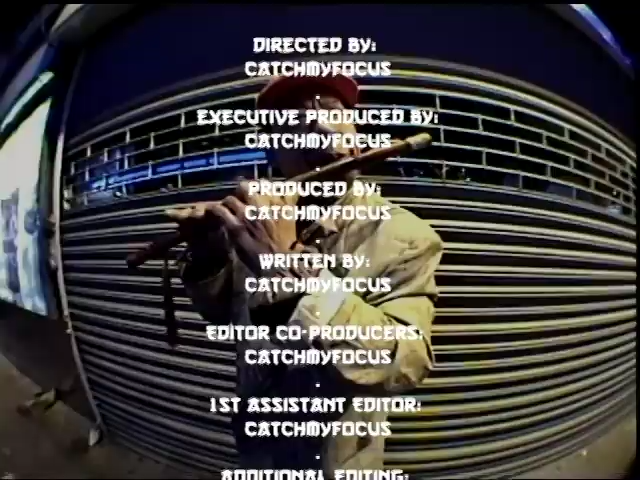 DIRECTED BY:
CATCHMYFOCUS
.
EXECUTIVE PRODUCED BY:
CATCHMYFOCUS
.
PRODUCED BY:
CATCHMYFOCUS
.
WRITTEN BY:
CATCHMYFOCUS
.
EDITOR CO-PRODUCERS:
CATCHMYFOCUS
.
1ST ASSISTANT EDITOR:
CATCHMYFOCUS
.
ADDITIONAL EDITING: